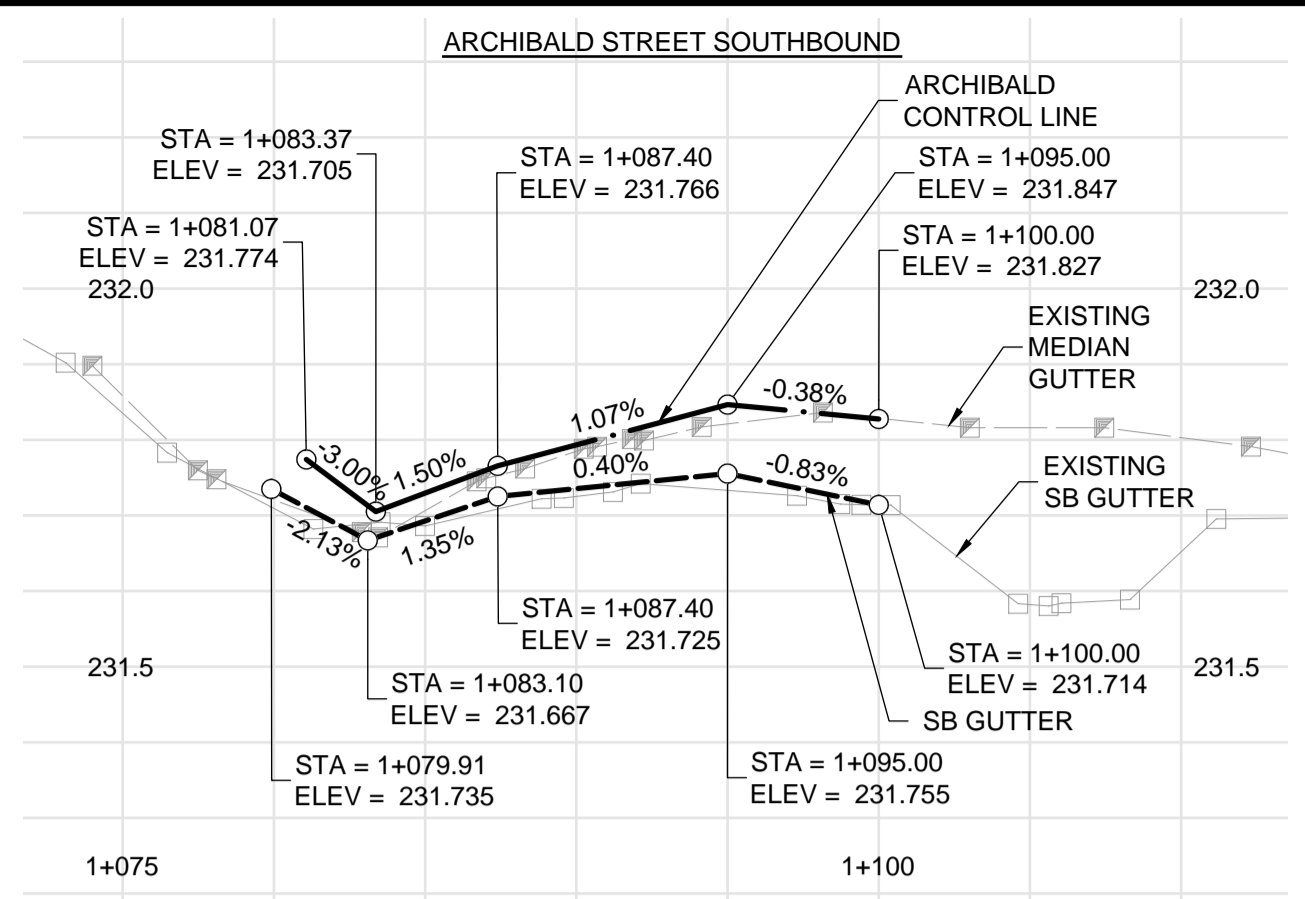 ARCHIBALD STREET SOUTHBOUND
ARCHIBALD
CONTROL LINE
STA = 1+083.37
ELEV = 231.705
STA = 1+087.40
ELEV = 231.766
STA = 1+095.00
ELEV = 231.847
STA = 1+081.07
ELEV = 231.774
STA = 1+100.00
ELEV = 231.827
232.0
232.0
EXISTING
MEDIAN
GUTTER
-3.00%
1.50%
1.07%
-0.38%
EXISTING
SB GUTTER
-2.13%
1.35%
0.40%
-0.83%
STA = 1+087.40
ELEV = 231.725
231.5
231.5
STA = 1+100.00
ELEV = 231.714
STA = 1+083.10
ELEV = 231.667
SB GUTTER
STA = 1+079.91
ELEV = 231.735
STA = 1+095.00
ELEV = 231.755
1+075
1+100